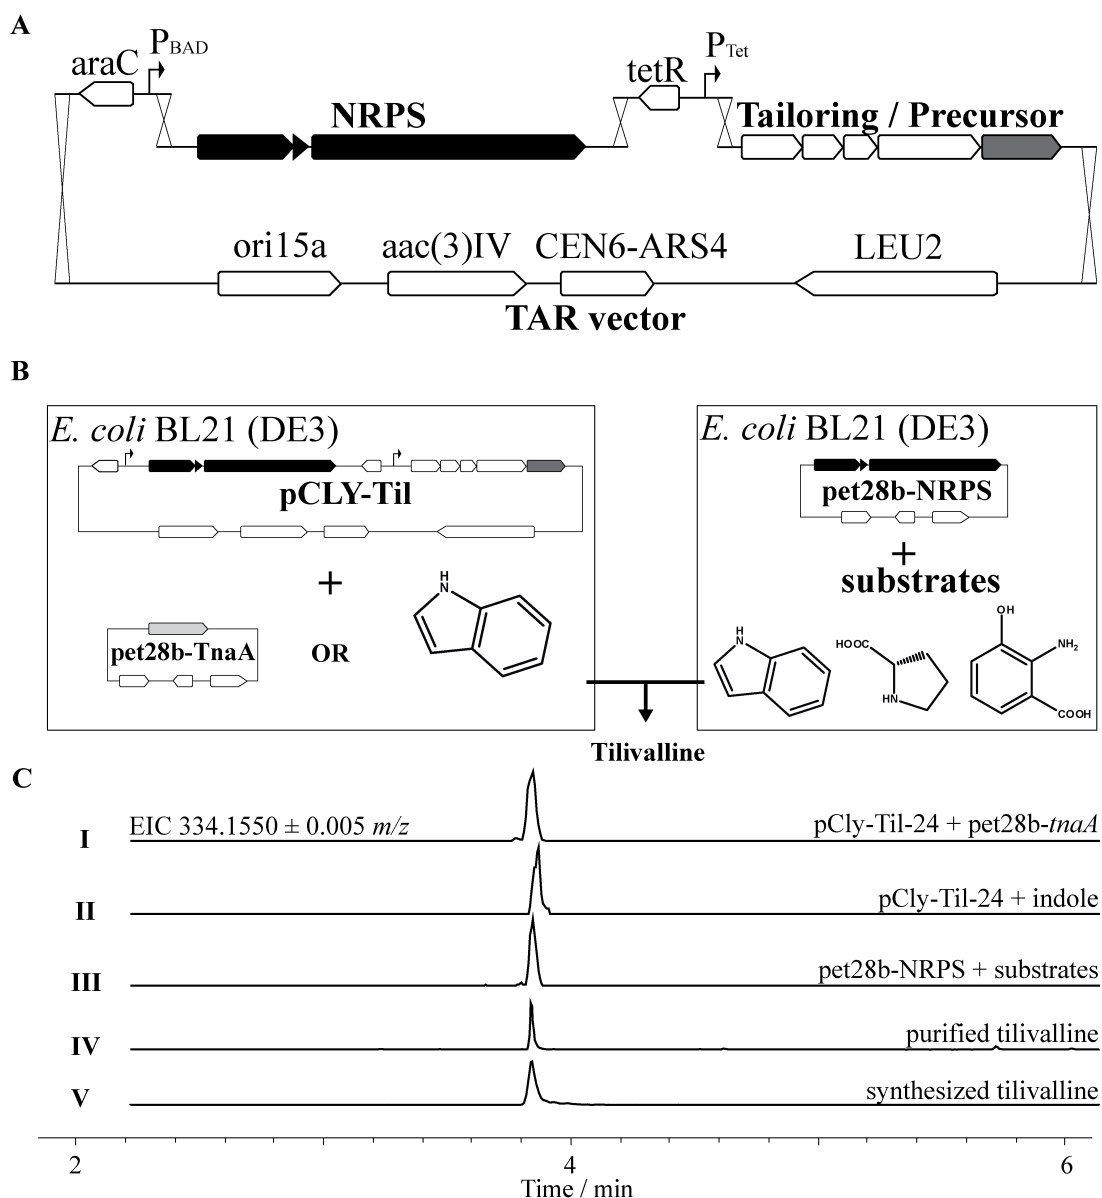 A
araC
PBAD
tetR
PTet
NRPS
Tailoring / Precursor
ori15a
aac(3)IV
CEN6-ARS4
LEU2
TAR vector
B
E. coli BL21 (DE3)
pCLY-Til
+
pet28b-TnaA
OR
H
N
E. coli BL21 (DE3)
pet28b-NRPS
+
substrates
H
N
HOOC
HN
OH
NH2
COOH
Tilivalline
C
I
EIC 334.1550 ± 0.005 m/z
pCly-Til-24 + pet28b-tnaA
II
pCly-Til-24 + indole
III
pet28b-NRPS + substrates
IV
purified tilivalline
V
synthesized tilivalline
2
4
6
Time / min